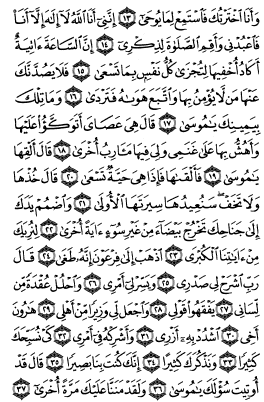 وَأَنَا ٱخۡتَرۡتُكَ فَٱسۡتَمِعۡ لِمَا يُوحَىٰٓ ١٣ إِنَّنِيٓ أَنَا ٱللَّهُ لَآ إِلَٰهَ إِلَّآ أَنَا۠
فَٱعۡبُدۡنِي وَأَقِمِ ٱلصَّلَوٰةَ لِذِكۡرِيٓ ١٤ إِنَّ ٱلسَّاعَةَ ءَاتِيَةٌ
أَكَادُ أُخۡفِيهَا لِتُجۡزَىٰ كُلُّ نَفۡسِۭ بِمَا تَسۡعَىٰ ١٥ فَلَا يَصُدَّنَّكَ
عَنۡهَا مَن لَّا يُؤۡمِنُ بِهَا وَٱتَّبَعَ هَوَىٰهُ فَتَرۡدَىٰ ١٦ وَمَا تِلۡكَ
بِيَمِينِكَ يَٰمُوسَىٰ ١٧ قَالَ هِيَ عَصَايَ أَتَوَكَّؤُاْ عَلَيۡهَا
وَأَهُشُّ بِهَا عَلَىٰ غَنَمِي وَلِيَ فِيهَا مَـَٔارِبُ أُخۡرَىٰ ١٨ قَالَ أَلۡقِهَا
يَٰمُوسَىٰ ١٩ فَأَلۡقَىٰهَا فَإِذَا هِيَ حَيَّةٌ تَسۡعَىٰ ٢٠ قَالَ خُذۡهَا
وَلَا تَخَفۡ سَنُعِيدُهَا سِيرَتَهَا ٱلۡأُولَىٰ ٢١ وَٱضۡمُمۡ يَدَكَ
إِلَىٰ جَنَاحِكَ تَخۡرُجۡ بَيۡضَآءَ مِنۡ غَيۡرِ سُوٓءٍ ءَايَةً أُخۡرَىٰ ٢٢ لِنُرِيَكَ
مِنۡ ءَايَٰتِنَا ٱلۡكُبۡرَى ٢٣ ٱذۡهَبۡ إِلَىٰ فِرۡعَوۡنَ إِنَّهُۥ طَغَىٰ ٢٤ قَالَ
رَبِّ ٱشۡرَحۡ لِي صَدۡرِي ٢٥ وَيَسِّرۡ لِيٓ أَمۡرِي ٢٦ وَٱحۡلُلۡ عُقۡدَةً مِّن
لِّسَانِي ٢٧ يَفۡقَهُواْ قَوۡلِي ٢٨ وَٱجۡعَل لِّي وَزِيرًا مِّنۡ أَهۡلِي ٢٩ هَٰرُونَ
أَخِي ٣٠ ٱشۡدُدۡ بِهِۦٓ أَزۡرِي ٣١ وَأَشۡرِكۡهُ فِيٓ أَمۡرِي ٣٢ كَيۡ نُسَبِّحَكَ
كَثِيرًا ٣٣ وَنَذۡكُرَكَ كَثِيرًا ٣٤ إِنَّكَ كُنتَ بِنَا بَصِيرًا ٣٥ قَالَ قَدۡ
أُوتِيتَ سُؤۡلَكَ يَٰمُوسَىٰ ٣٦ وَلَقَدۡ مَنَنَّا عَلَيۡكَ مَرَّةً أُخۡرَىٰٓ ٣٧